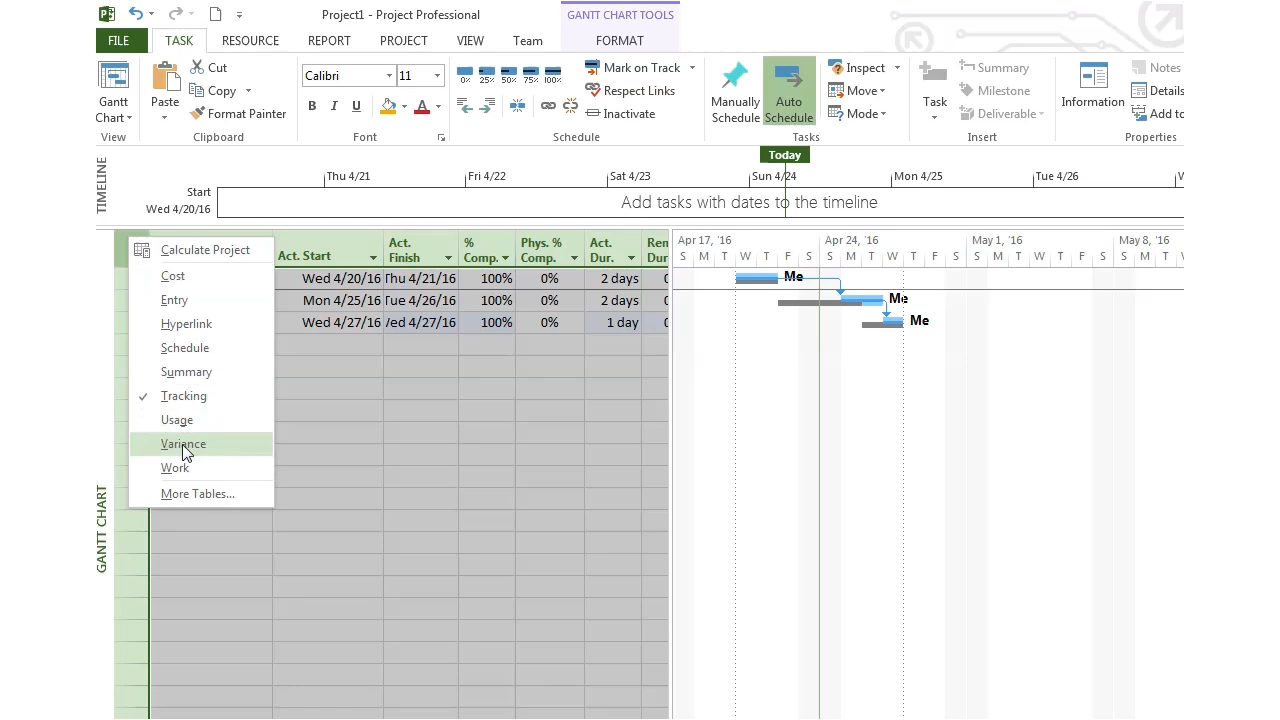 Project1 - Project Professional
GANTT CHART TOOLS
FILE
TASK
RESOURCE
REPORT
PROJECT
VIEW
Team
FORMAT
Gantt Chart
View
Paste
Cut
Copy
Format Painter
Clipboard
Calibri
11
B I U
A
Font
0% 25% 50% 75% 100%
Mark on Track
Respect Links
Inactivate
Schedule
Manually Schedule
Auto Schedule
Inspect
Move
Mode
Tasks
Task
Summary
Milestone
Deliverable
Insert
Information
Notes
Details
Add to
Properties
Today
TIMELINE
Start
Wed 4/20/16
Thu 4/21
Fri 4/22
Sat 4/23
Sun 4/24
Mon 4/25
Tue 4/26
Add tasks with dates to the timeline
GANTT CHART
Calculate Project
Cost
Entry
Hyperlink
Schedule
Summary
Tracking
Usage
Variance
Work
More Tables...
Act. Start
Act. Finish
% Comp.
Phys. % Comp.
Act. Dur.
Rem Dur
Wed 4/20/16 Thu 4/21/16 100% 0% 2 days
Mon 4/25/16 Tue 4/26/16 100% 0% 2 days
Wed 4/27/16 Wed 4/27/16 100% 0% 1 day
Apr 17, '16
Apr 24, '16
May 1, '16
May 8, '16
S M T W T F S S M T W T F S S M T W T F S S M T W
Me
Me
Me